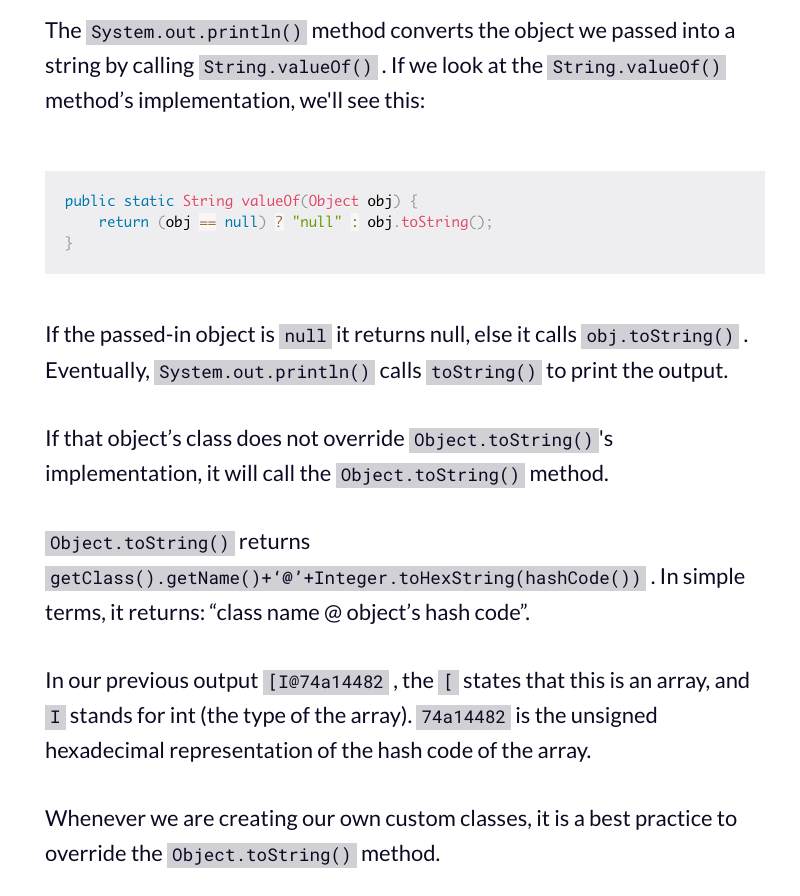 The System.out.println() method converts the object we passed into a
string by calling String.valueOf() . If we look at the String.valueOf()
method’s implementation, we'll see this:
public static String valueOf(Object obj) {
    return (obj == null) ? "null" : obj.toString();
}
If the passed-in object is null it returns null, else it calls obj.toString() .
Eventually, System.out.println() calls toString() to print the output.
If that object’s class does not override Object.toString() 's
implementation, it will call the Object.toString() method.
Object.toString() returns
getClass().getName()+‘@’+Integer.toHexString(hashCode()) . In simple
terms, it returns: “class name @ object’s hash code”.
In our previous output [I@74a14482 , the [ states that this is an array, and
I stands for int (the type of the array). 74a14482 is the unsigned
hexadecimal representation of the hash code of the array.
Whenever we are creating our own custom classes, it is a best practice to
override the Object.toString() method.